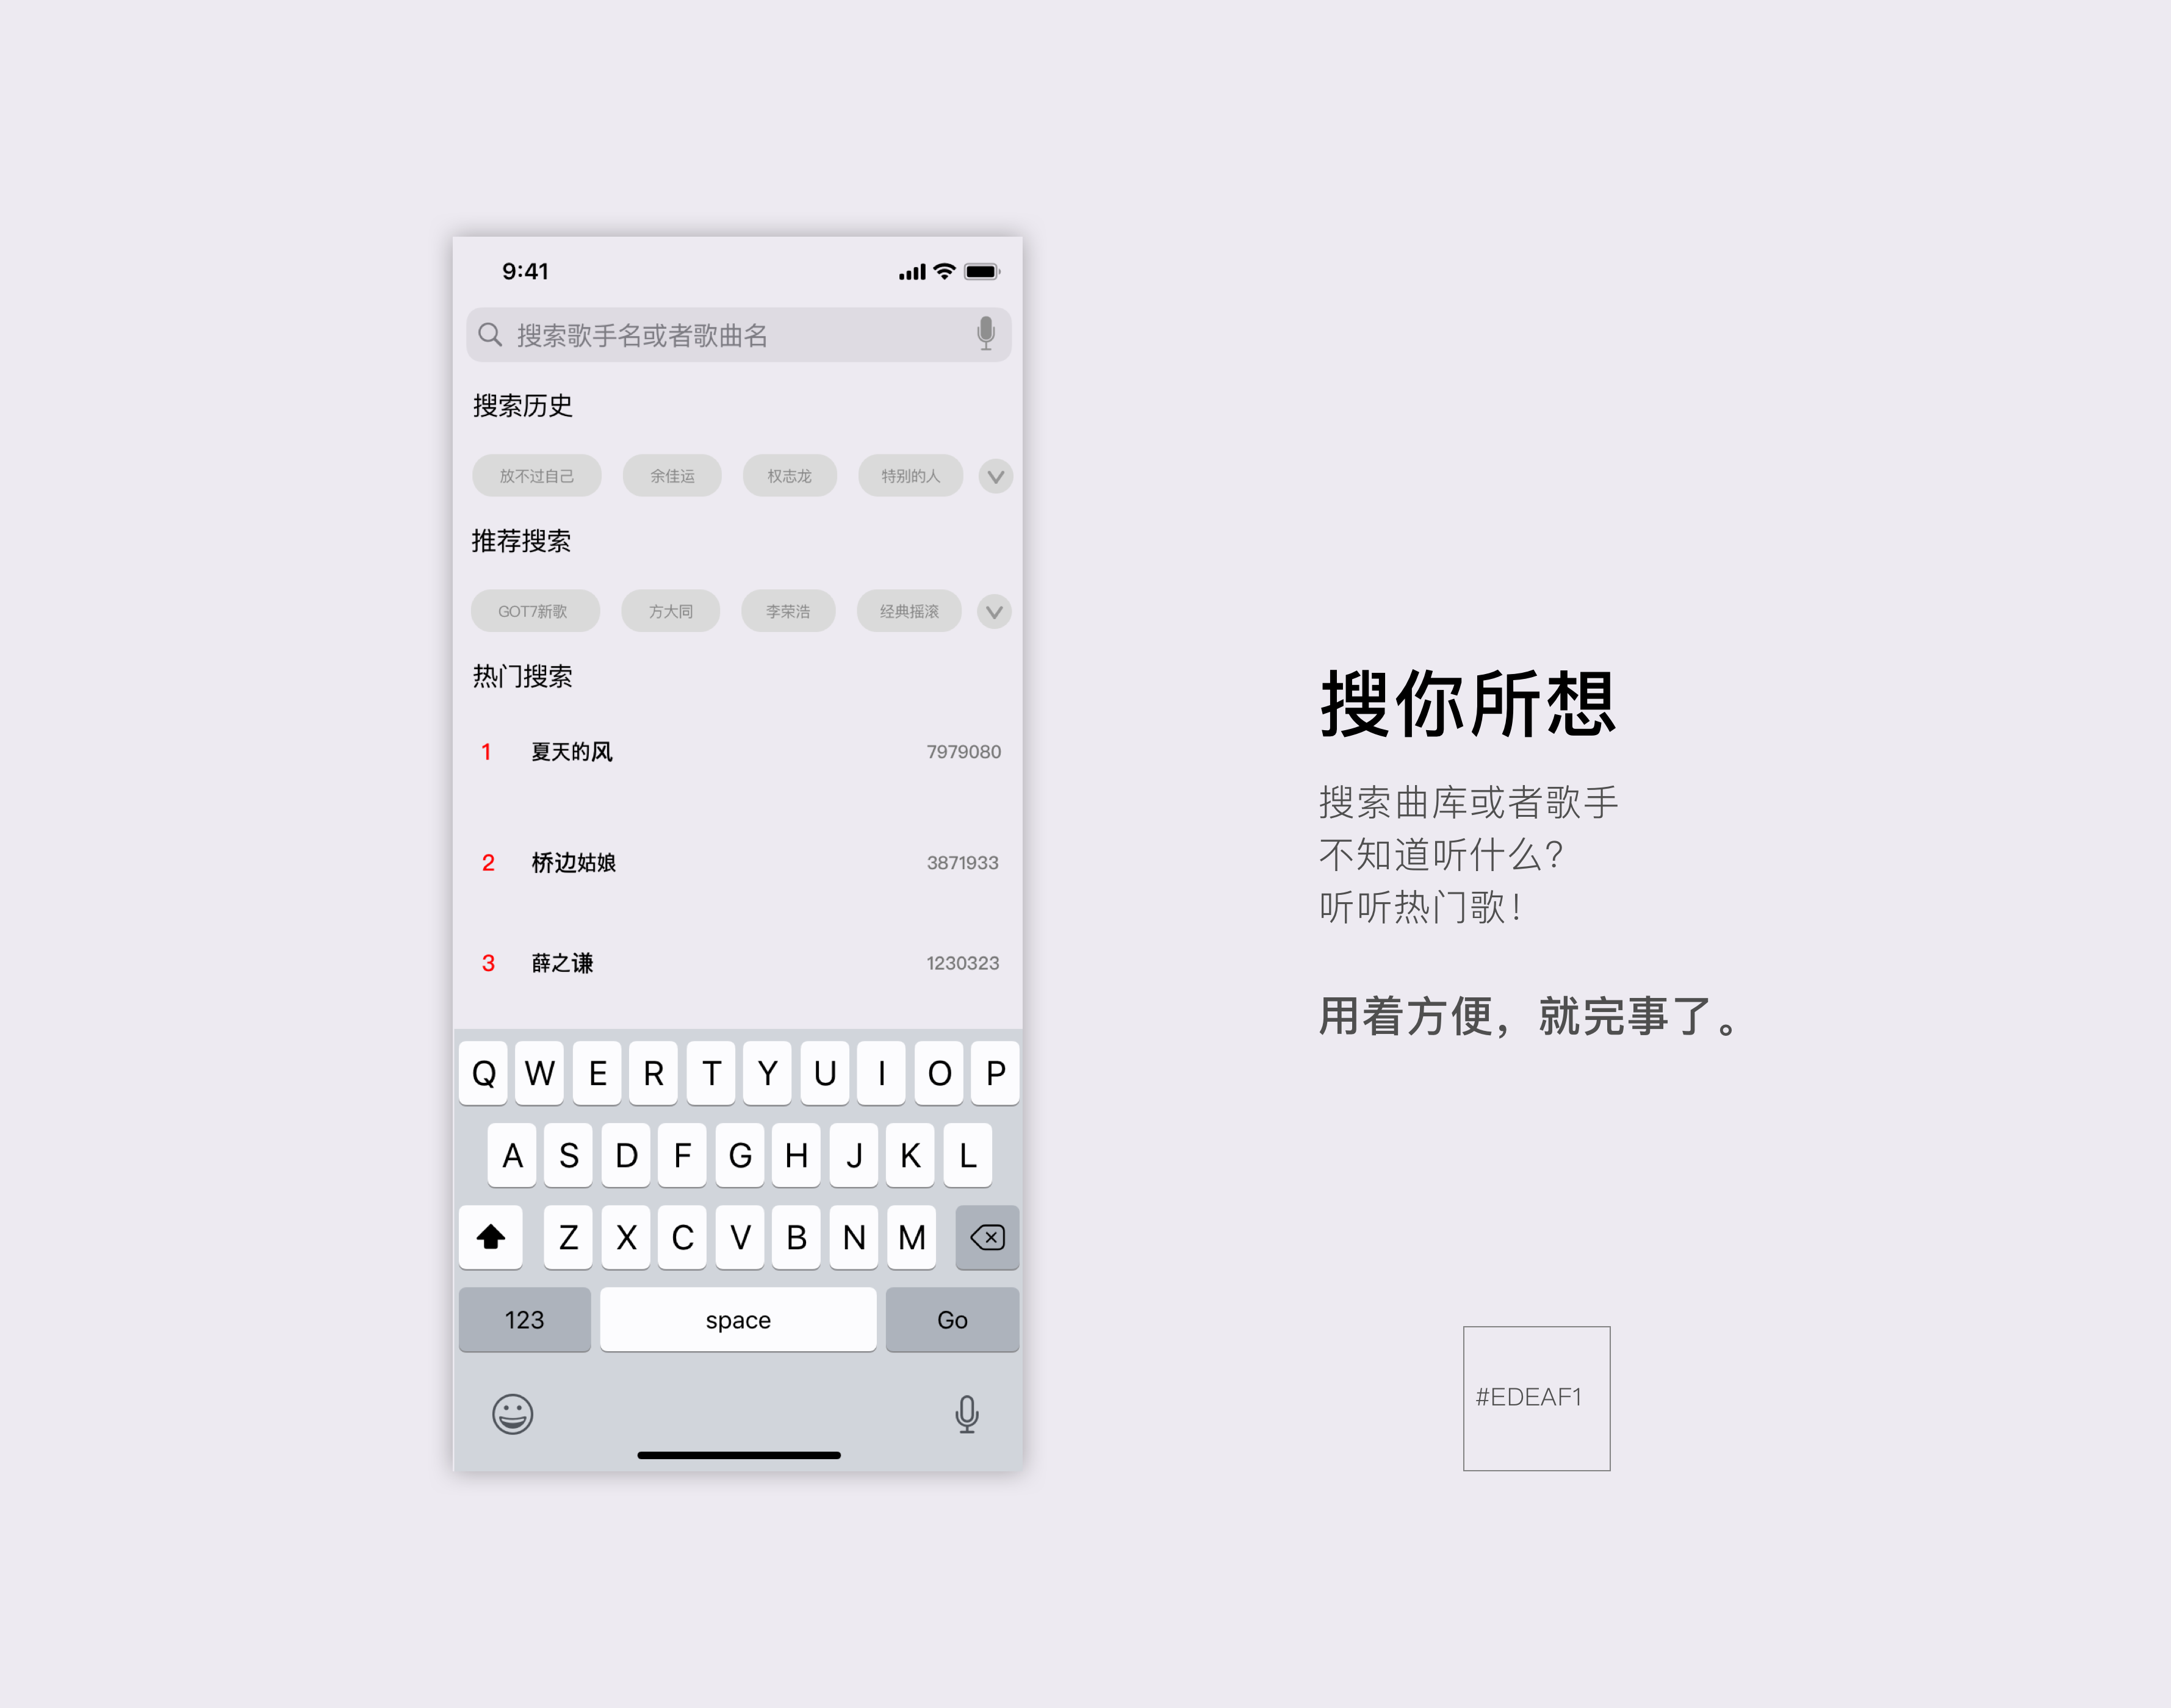 9:41
搜索歌手名或者歌曲名
搜索历史
放不过自己 余佳运 权志龙 特别的人
推荐搜索
GOT7新歌 方大同 李荣浩 经典摇滚
热门搜索
1 夏天的风 7979080
2 桥边姑娘 3871933
3 薛之谦 1230323
Q W E R T Y U I O P
A S D F G H J K L
Z X C V B N M
123 space Go
搜你所想
搜索曲库或者歌手
不知道听什么？
听听热门歌！
用着方便，就完事了。
#EDEAF1